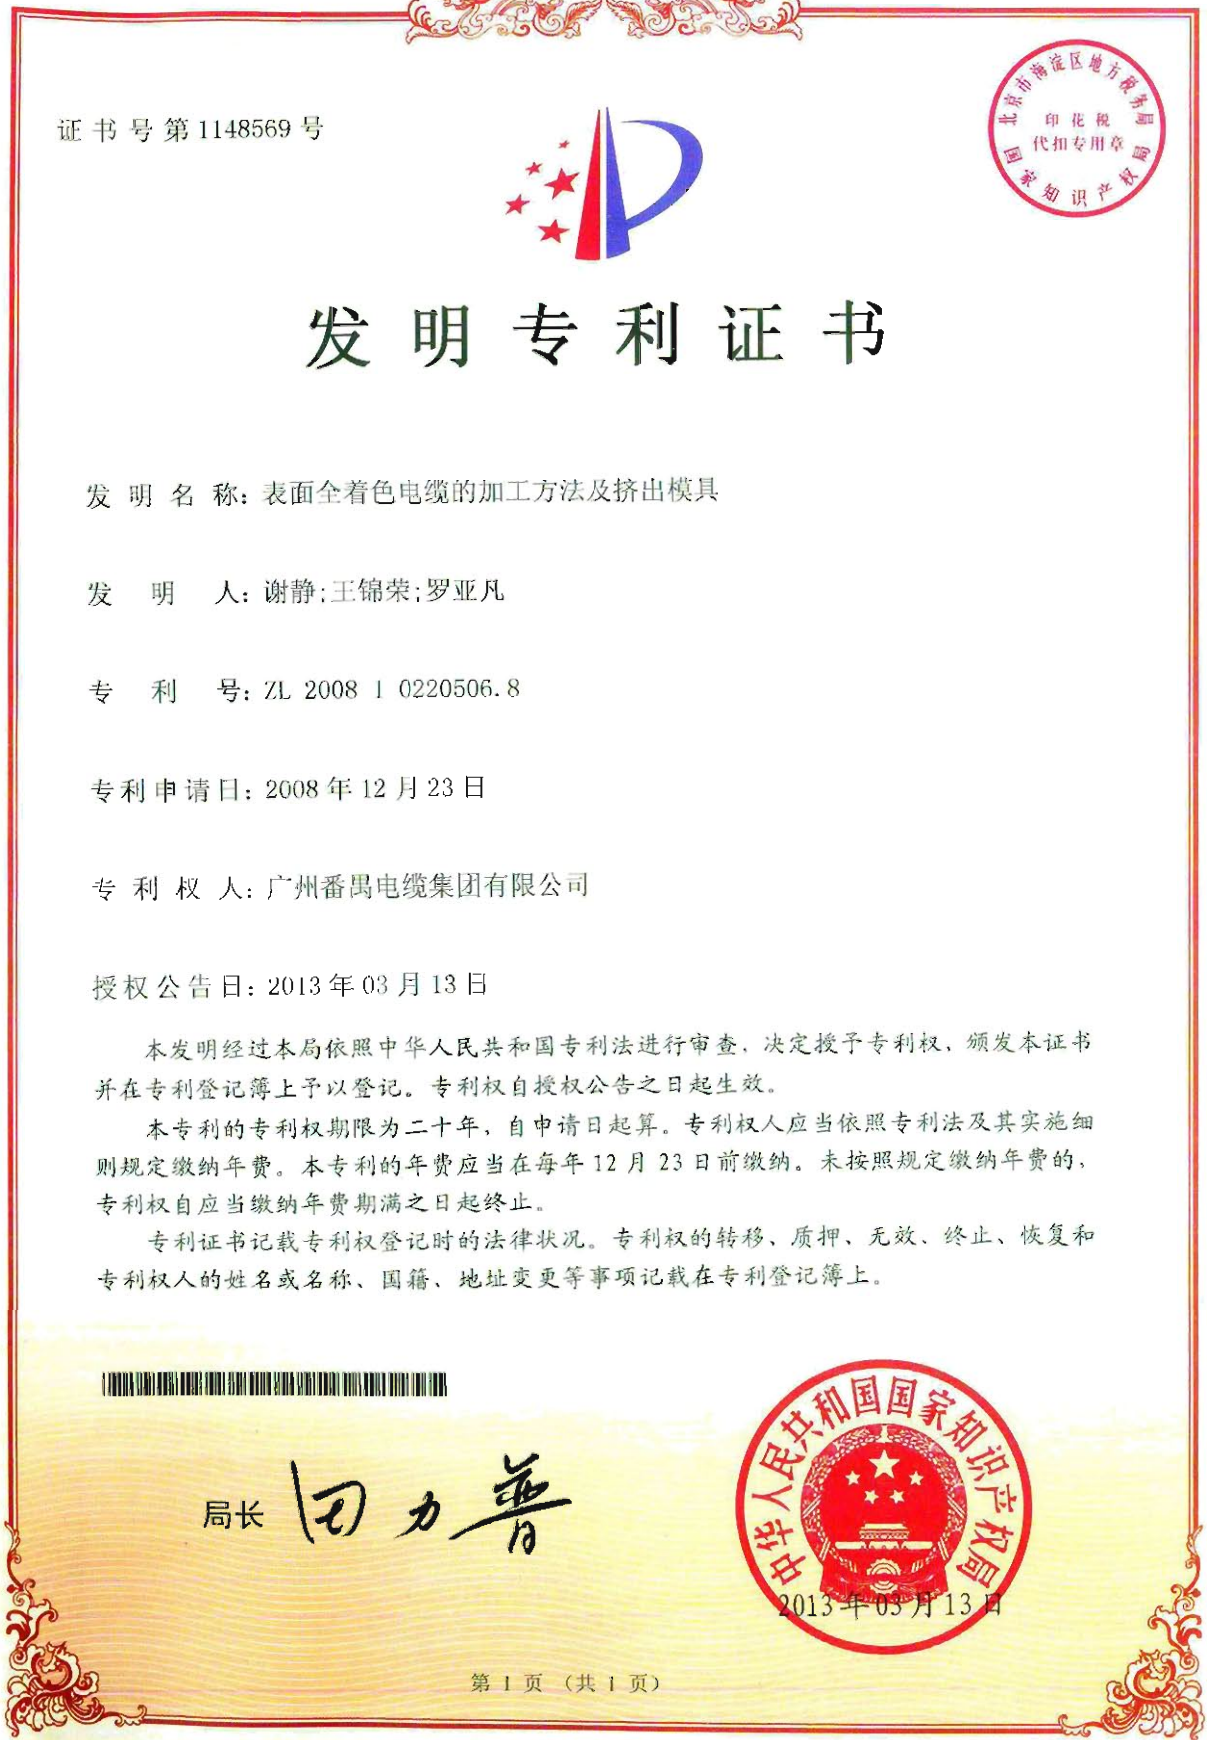 证书号第1148569号
北京市海淀区地方税务局
印花税
代扣专用章
国家知识产权局
发明专利证书
发明名称：表面全着色电缆的加工方法及挤出模具
发明人：谢静;王锦荣;罗亚凡
专利号：ZL 2008 1 0220506.8
专利申请日：2008年12月23日
专利权人：广州番禺电缆集团有限公司
授权公告日：2013年03月13日
本发明经过本局依照中华人民共和国专利法进行审查，决定授予专利权，颁发本证书
并在专利登记簿上予以登记。专利权自授权公告之日起生效。
本专利的专利权期限为二十年，自申请日起算。专利权人应当依照专利法及其实施细
则规定缴纳年费。本专利的年费应当在每年12月23日前缴纳。未按照规定缴纳年费的，
专利权自应当缴纳年费期满之日起终止。
专利证书记载专利权登记时的法律状况。专利权的转移、质押、无效、终止、恢复和
专利权人的姓名或名称、国籍、地址变更等事项记载在专利登记簿上。
局长 田力普
中华人民共和国国家知识产权局
2013年03月13日
第1页（共1页）